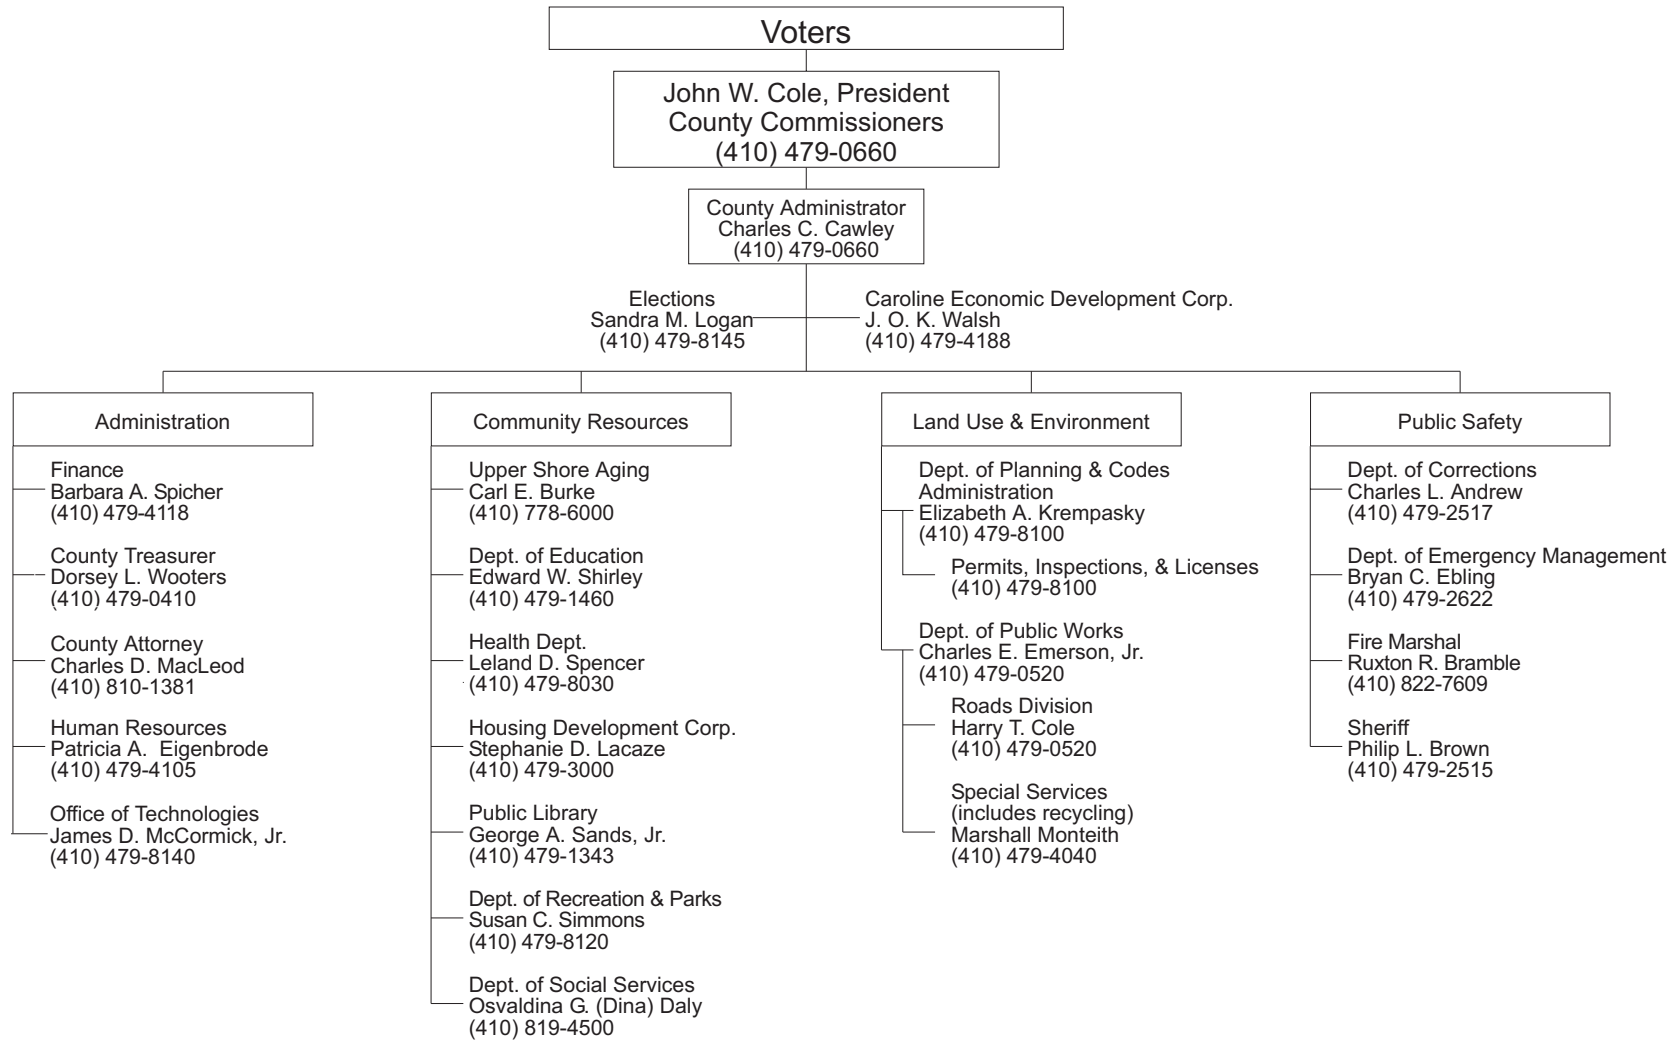 Voters
John W. Cole, President
County Commissioners
(410) 479-0660
County Administrator
Charles C. Cawley
(410) 479-0660
Elections
Sandra M. Logan
(410) 479-8145
Caroline Economic Development Corp.
J. O. K. Walsh
(410) 479-4188
Administration
Finance
Barbara A. Spicher
(410) 479-4118
County Treasurer
Dorsey L. Wooters
(410) 479-0410
County Attorney
Charles D. MacLeod
(410) 810-1381
Human Resources
Patricia A. Eigenbrode
(410) 479-4105
Office of Technologies
James D. McCormick, Jr.
(410) 479-8140
Community Resources
Upper Shore Aging
Carl E. Burke
(410) 778-6000
Dept. of Education
Edward W. Shirley
(410) 479-1460
Health Dept.
Leland D. Spencer
(410) 479-8030
Housing Development Corp.
Stephanie D. Lacaze
(410) 479-3000
Public Library
George A. Sands, Jr.
(410) 479-1343
Dept. of Recreation & Parks
Susan C. Simmons
(410) 479-8120
Dept. of Social Services
Osvaldina G. (Dina) Daly
(410) 819-4500
Land Use & Environment
Dept. of Planning & Codes
Administration
Elizabeth A. Krempasky
(410) 479-8100
Permits, Inspections, & Licenses
(410) 479-8100
Dept. of Public Works
Charles E. Emerson, Jr.
(410) 479-0520
Roads Division
Harry T. Cole
(410) 479-0520
Special Services
(includes recycling)
Marshall Monteith
(410) 479-4040
Public Safety
Dept. of Corrections
Charles L. Andrew
(410) 479-2517
Dept. of Emergency Management
Bryan C. Ebling
(410) 479-2622
Fire Marshal
Ruxton R. Bramble
(410) 822-7609
Sheriff
Philip L. Brown
(410) 479-2515